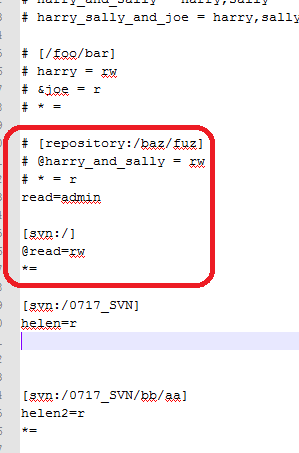 # harry_and_sally = harry,sally
# harry_sally_and_joe = harry,sally
# [/foo/bar]
# harry = rw
# &joe = r
# * =
# [repository:/baz/fuz]
# @harry_and_sally = rw
# * = r
read=admin
[svn:/]
@read=rw
*=
[svn:/0717_SVN]
helen=r
[svn:/0717_SVN/bb/aa]
helen2=r
*=